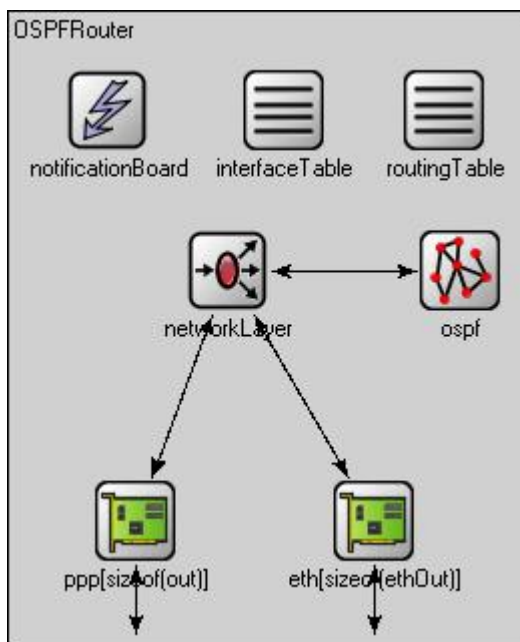 OSPFRouter
notificationBoard interfaceTable routingTable
networkLayer ospf
ppp[sizeof(out)] eth[sizeof(ethOut)]